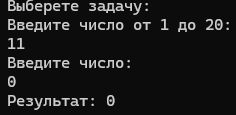 Выберете задачу:
Введите число от 1 до 20:
11
Введите число:
0
Результат: 0